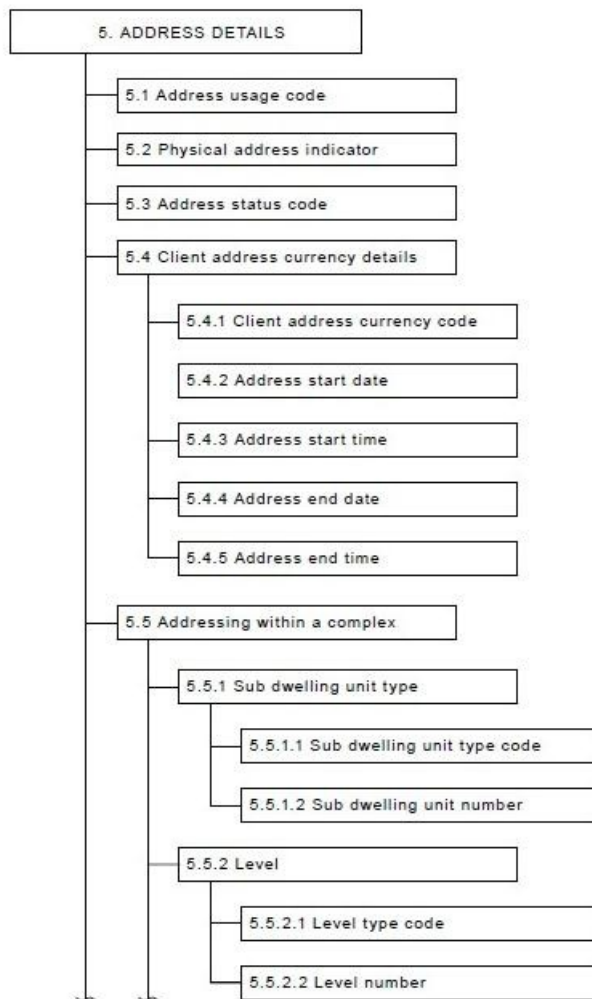 5. ADDRESS DETAILS
5.1 Address usage code
5.2 Physical address indicator
5.3 Address status code
5.4 Client address currency details
5.4.1 Client address currency code
5.4.2 Address start date
5.4.3 Address start time
5.4.4 Address end date
5.4.5 Address end time
5.5 Addressing within a complex
5.5.1 Sub dwelling unit type
5.5.1.1 Sub dwelling unit type code
5.5.1.2 Sub dwelling unit number
5.5.2 Level
5.5.2.1 Level type code
5.5.2.2 Level number